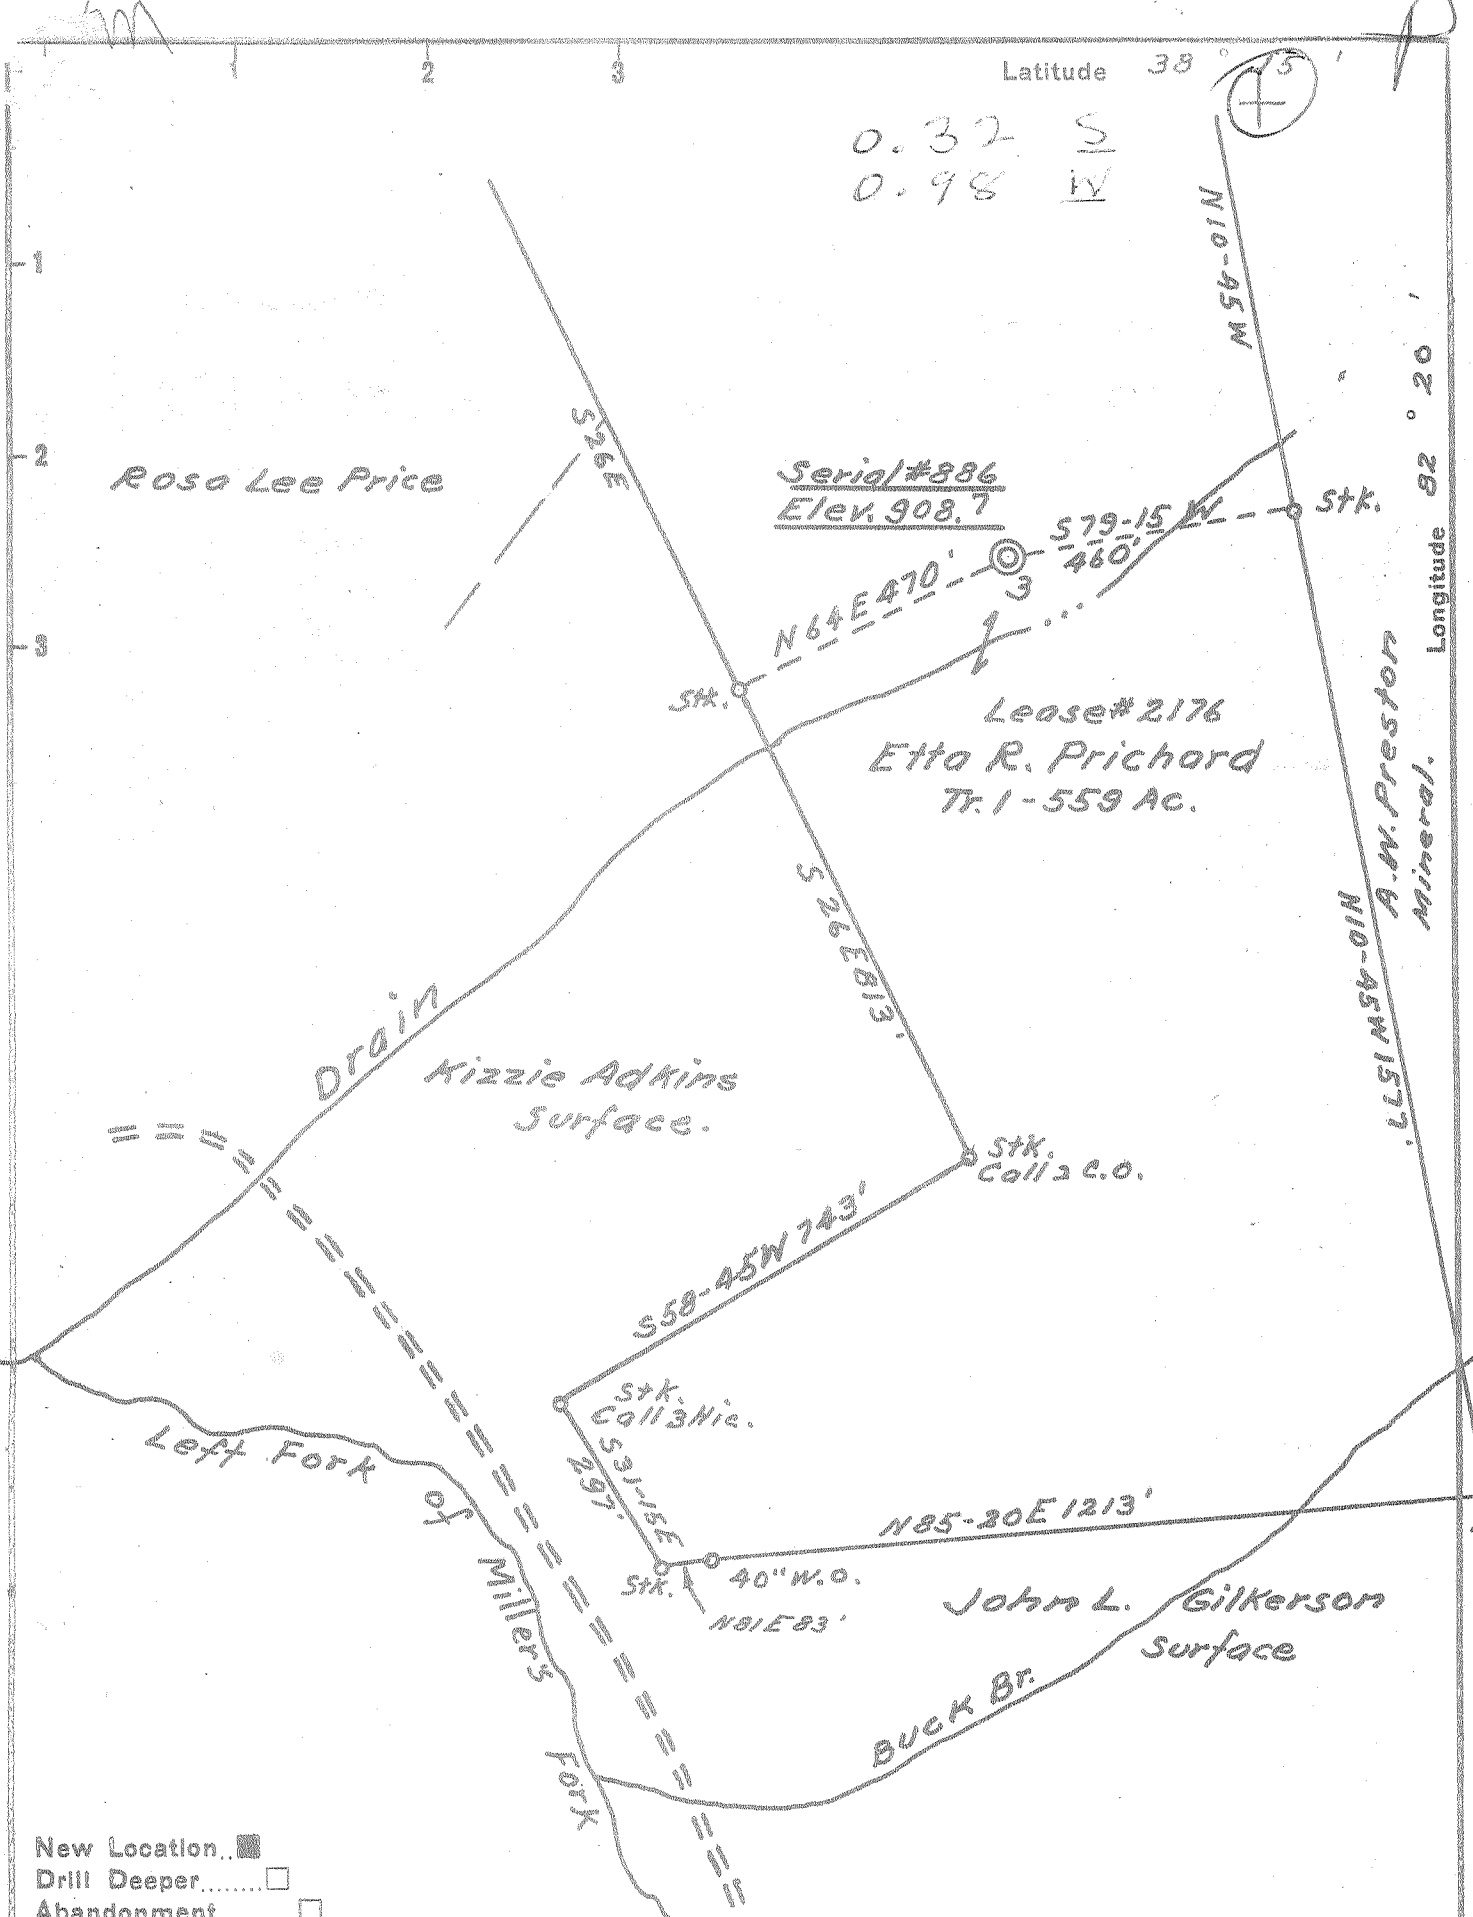 1 2 3
Latitude 38 ° 15 '
0.32 S
0.98 W
N10-45W
1
2
3
Longitude 82 ° 20 '
S26E
Rosa Lee Price
Serial #886
Elev. 908.7
S79-15 W
460'
Stk.
N64E 470'
3
Stk.
Lease# 2176
Etta R. Prichard
Tr. 1 - 559 Ac.
A.W. Preston
Mineral.
S 26 E 813'
N10-45W 1577'
Drain
Kizzie Adkins
Surface.
Stk.
Call 2 C.O.
S58-45W 743'
Stk.
Call 3 Hic.
Left Fork of Miller's Fork
S31-15E
297'
N85-20E 1213'
Stk.
40" W.O.
N81E 83'
John L. Gilkerson
Surface
Buck Br.
New Location..
Drill Deeper........
Abandonment